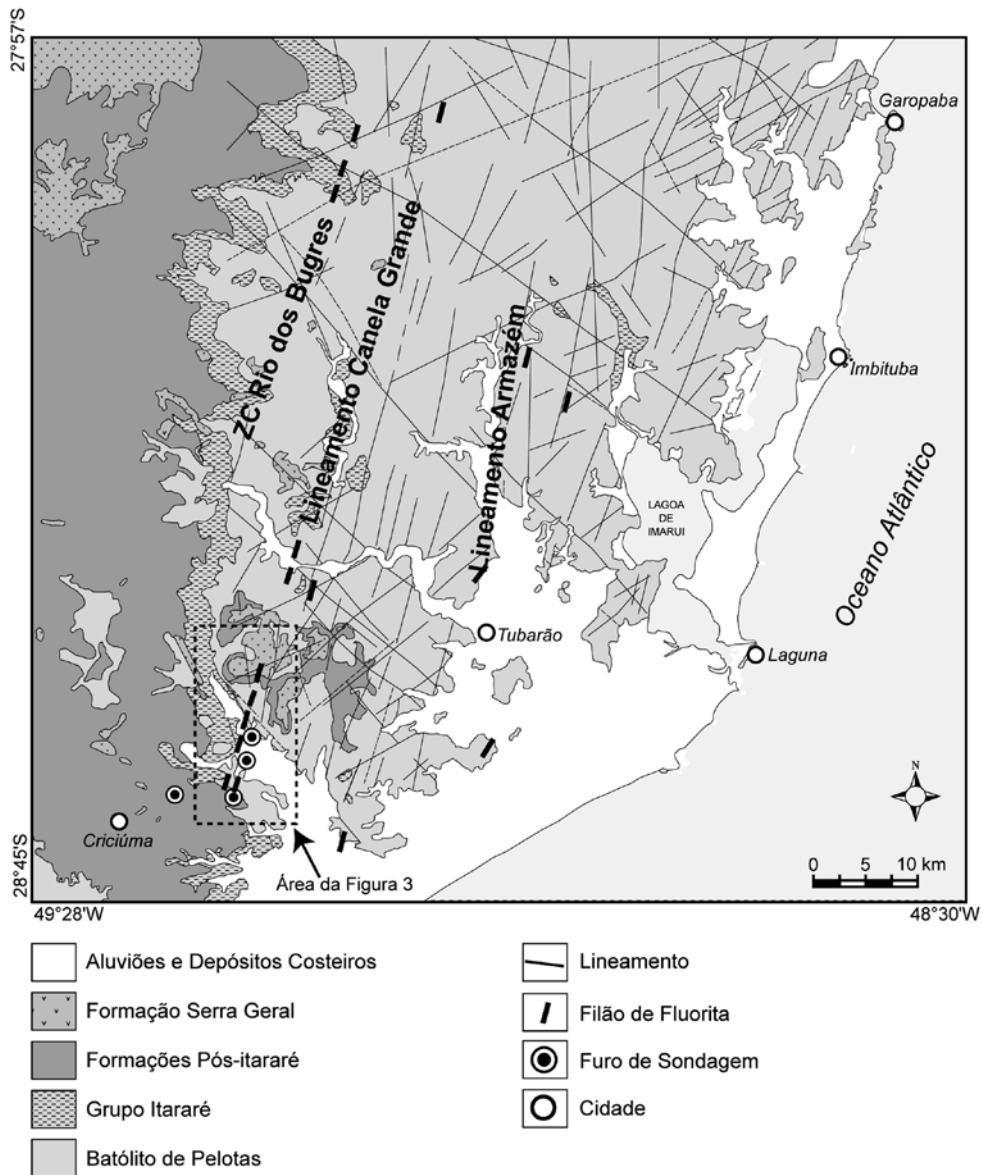 27°57'S
Garopaba
ZC Rio dos Bugres
Lineamento Canela Grande
Lineamento Armazém
Imbituba
Oceano Atlântico
LAGOA
DE
IMARUI
Tubarão
Laguna
N
Criciúma
Área da Figura 3
0 5 10 km
28°45'S
49°28'W
48°30'W
Aluviões e Depósitos Costeiros
Formação Serra Geral
Formações Pós-itararé
Grupo Itararé
Batólito de Pelotas
Lineamento
Filão de Fluorita
Furo de Sondagem
Cidade